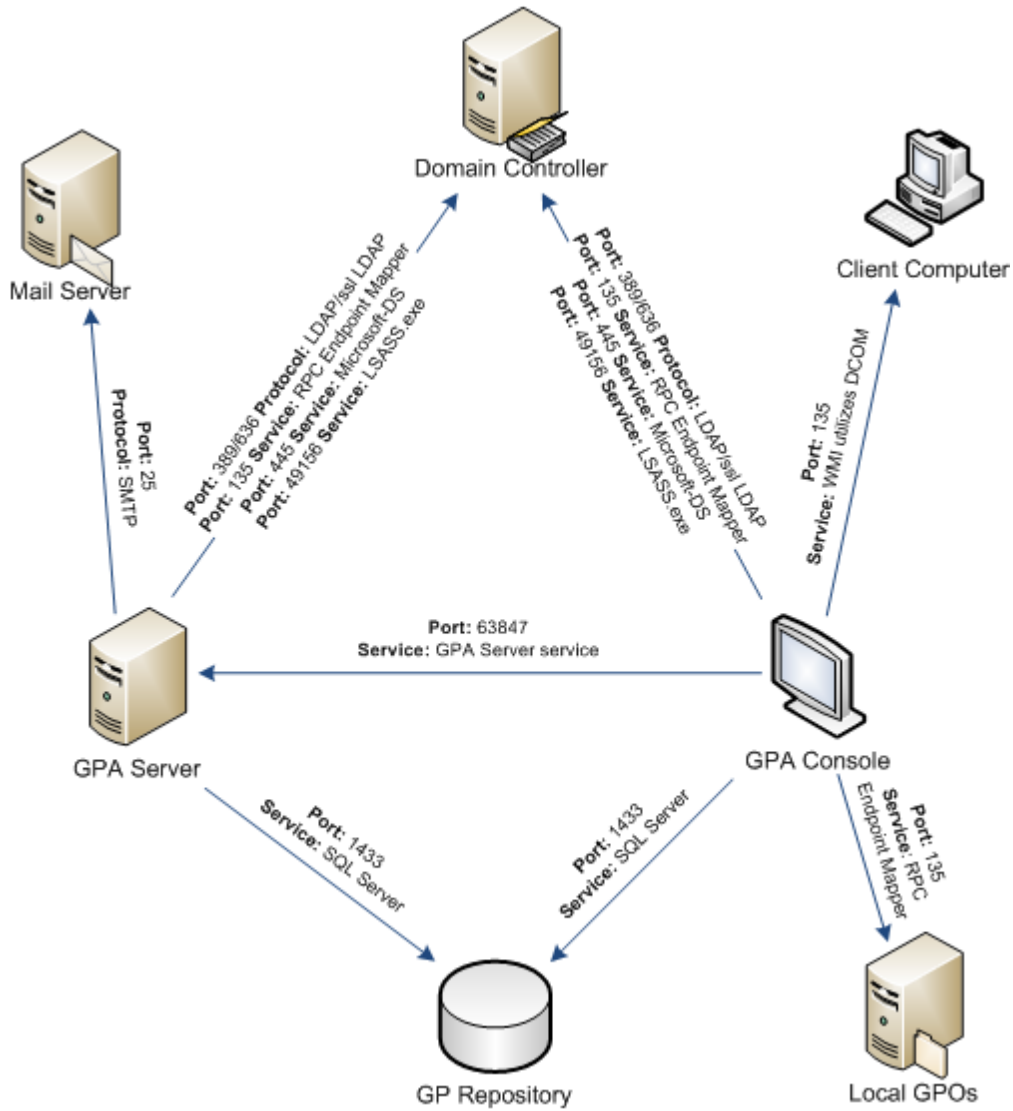 Domain Controller
Mail Server
Client Computer
Port: 25
Protocol: SMTP
Port: 389/636 Protocol: LDAP/ssl LDAP
Port: 135 Service: RPC Endpoint Mapper
Port: 445 Service: Microsoft-DS
Port: 49156 Service: LSASS.exe
Port: 389/636 Protocol: LDAP/ssl LDAP
Port: 135 Service: RPC Endpoint Mapper
Port: 445 Service: Microsoft-DS
Port: 49156 Service: LSASS.exe
Port: 135
Service: WMI utilizes DCOM
Port: 63847
Service: GPA Server service
GPA Server
GPA Console
Port: 1433
Service: SQL Server
Port: 1433
Service: SQL Server
Port: 135
Service: RPC
Endpoint Mapper
GP Repository
Local GPOs